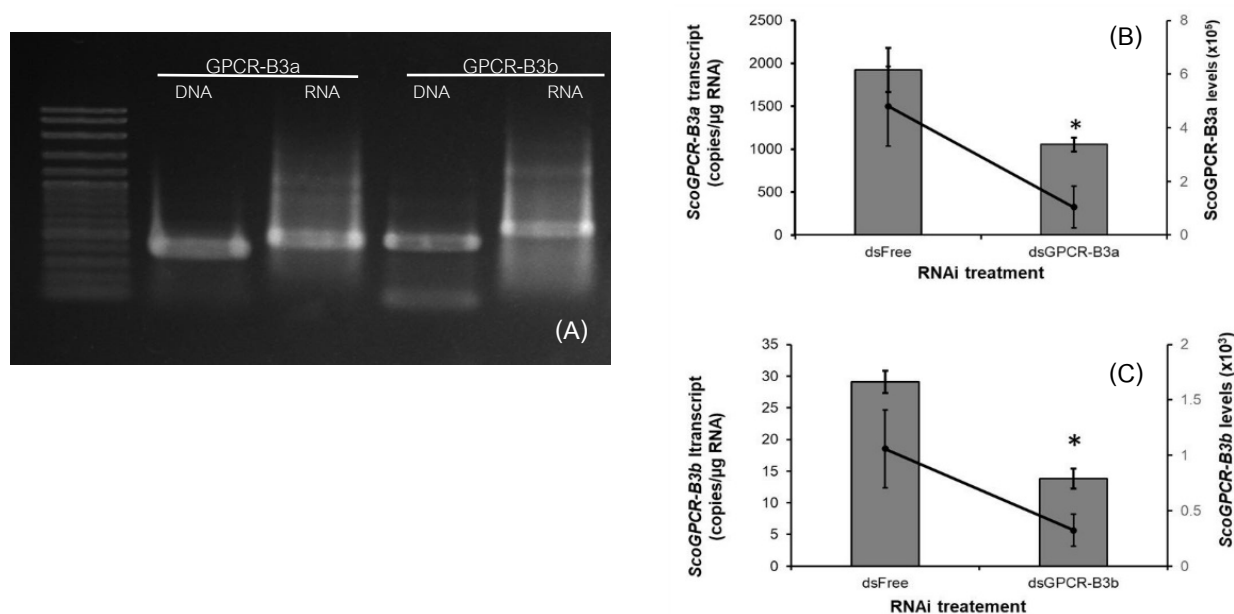 GPCR-B3a GPCR-B3b
DNA RNA DNA RNA
(A)
(B)
ScoGPCR-B3a transcript
(copies/µg RNA)
2500
2000
1500
1000
500
0
8
6
4
2
0
ScoGPCR-B3a levels (x10⁵)
*
dsFree dsGPCR-B3a
RNAi treatment
(C)
ScoGPCR-B3b ltranscript
(copies/µg RNA)
35
30
25
20
15
10
5
0
2
1.5
1
0.5
0
ScoGPCR-B3b levels (x10³)
*
dsFree dsGPCR-B3b
RNAi treatement